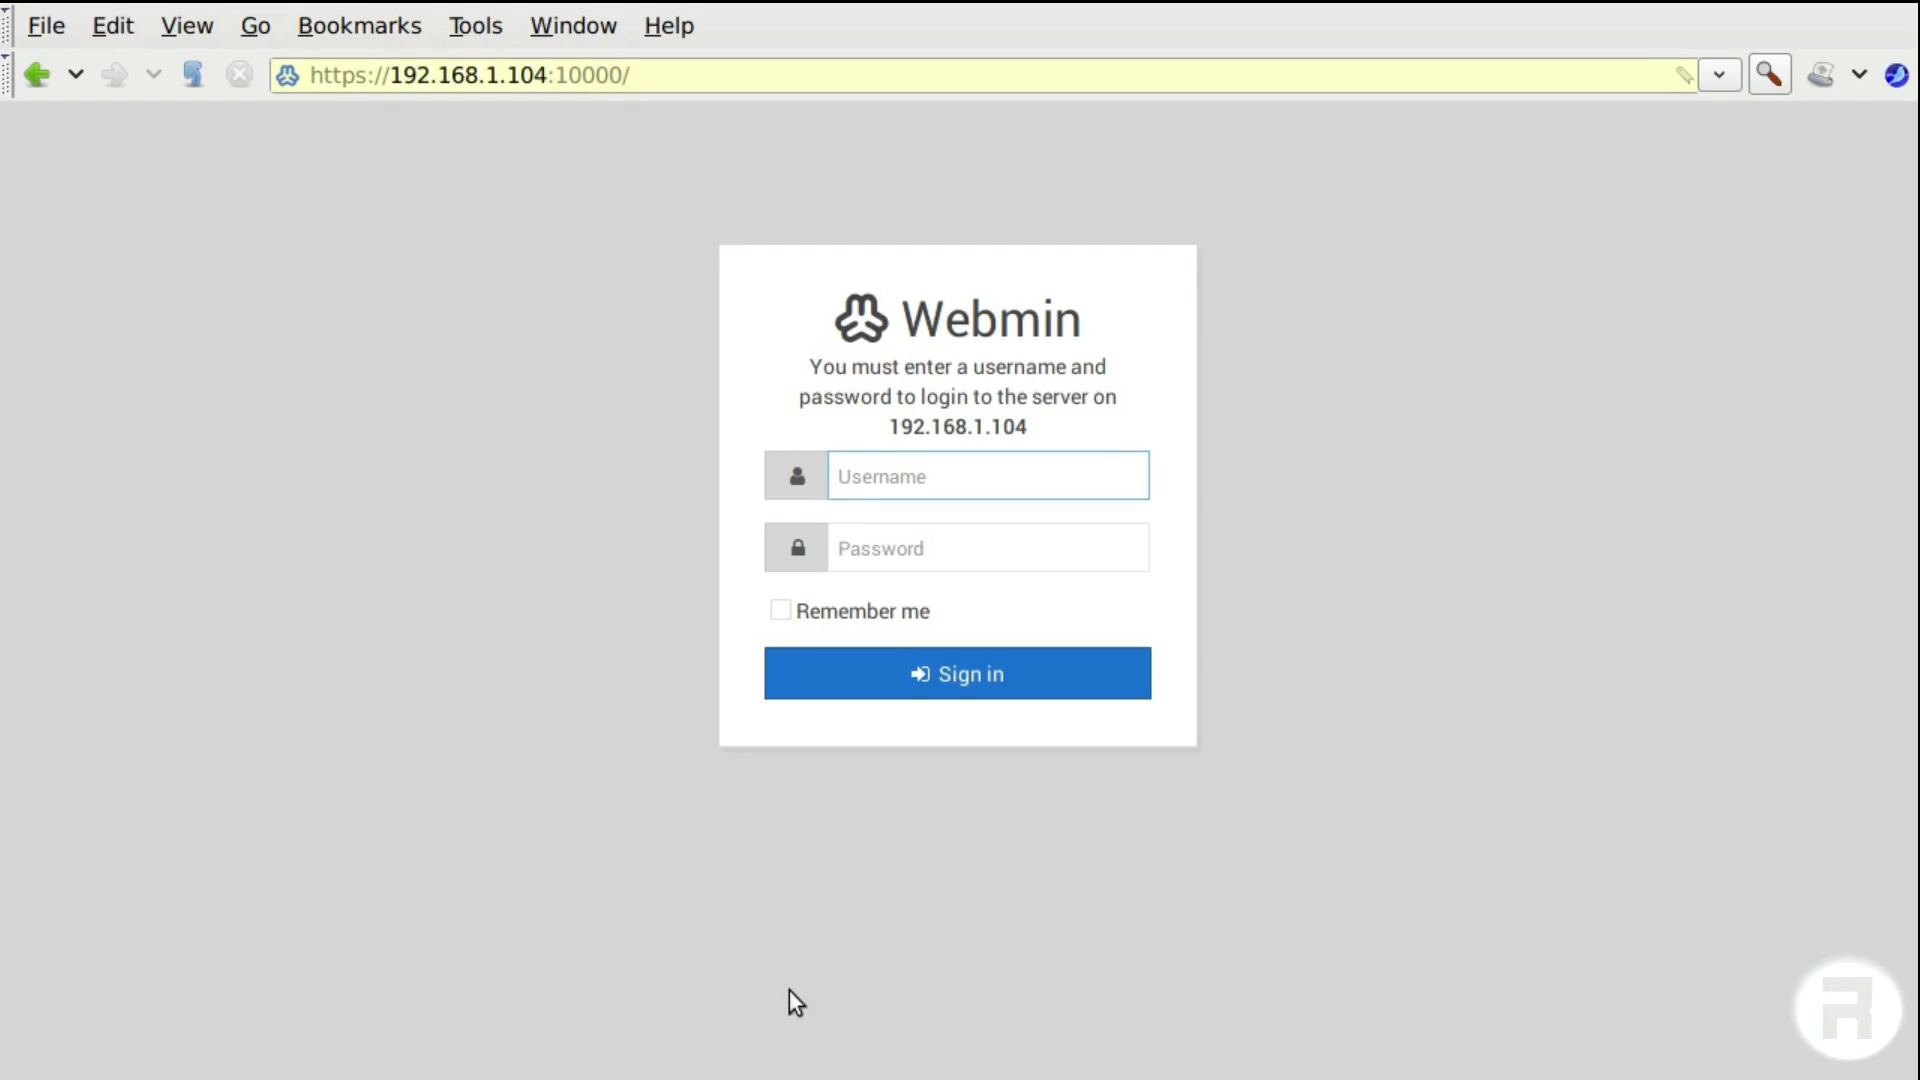 File Edit View Go Bookmarks Tools Window Help
https://192.168.1.104:10000/
Webmin
You must enter a username and
password to login to the server on
192.168.1.104
Username
Password
Remember me
Sign in
R